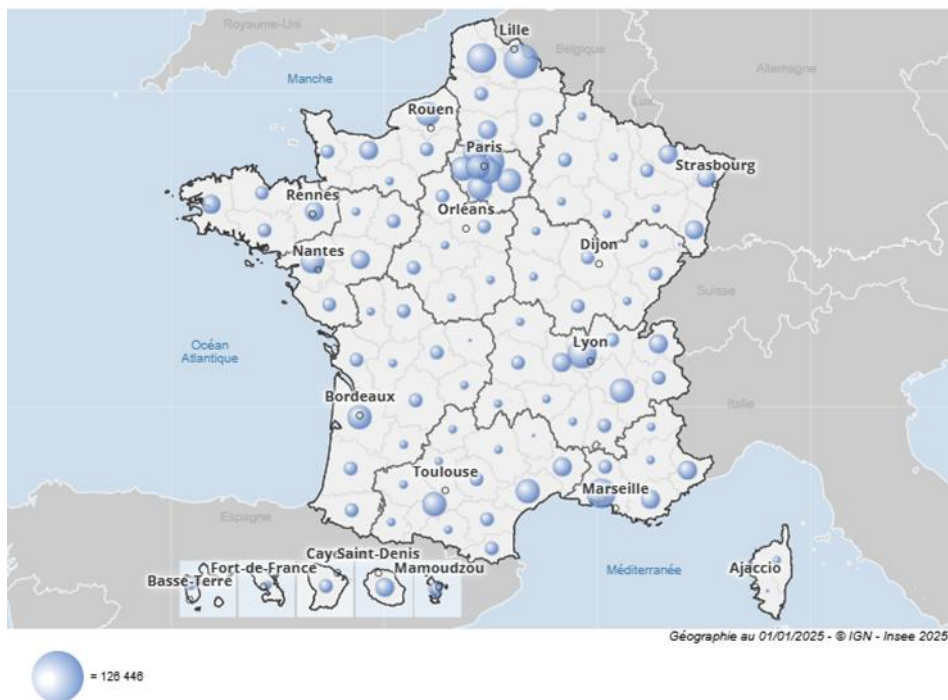 Royaume-Uni
Lille
Belgique
Allemagne
Manche
Lux.
Rouen
Paris
Strasbourg
Rennes
Orléans
Nantes
Dijon
Suisse
Océan
Atlantique
Lyon
Italie
Bordeaux
Toulouse
Marseille
Espagne
Cay
Saint-Denis
Fort-de-France
Mamoudzou
Basse-Terre
Méditerranée
Ajaccio
Géographie au 01/01/2025 - © IGN - Insee 2025
= 126 446